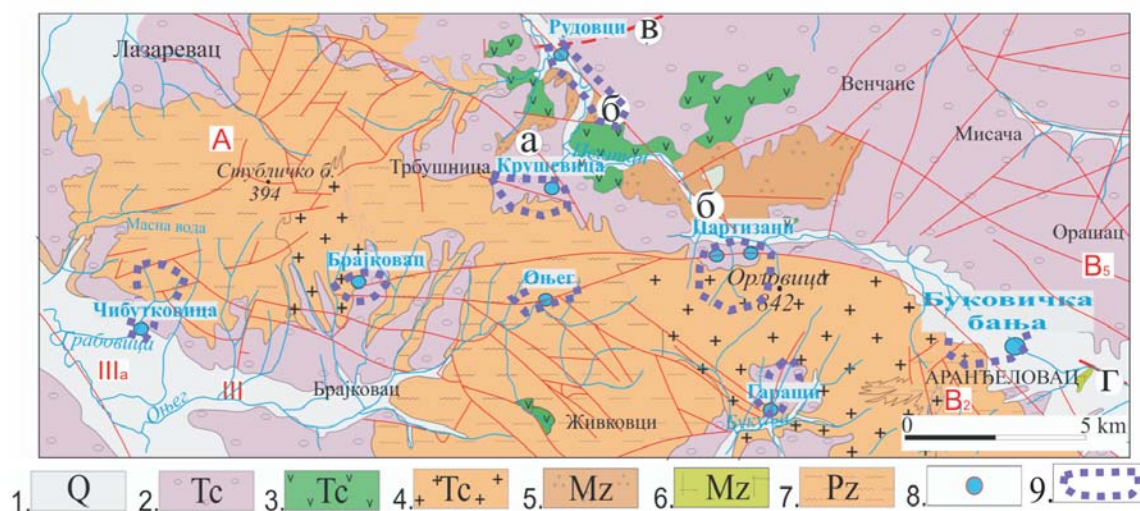 Рудовци
в
Лазаревац
Венчане
б
Мисача
А
а
Стубличко б.
394
Трбушница
Крушевица
б
Партизани
Масна вода
Орашац
Брајковац
Оњег
Орловица
842
В₅
Буковичка
бања
Чибутковица
Грабовица
IIIa
III
Оњег
Брајковац
Живковци
Гараши
Букуља
АРАНЂЕЛОВАЦ
В₂
Г
0 5 km
1. Q 2. Tc 3. Tc 4. Tc 5. Mz 6. Mz 7. Pz 8. 9.